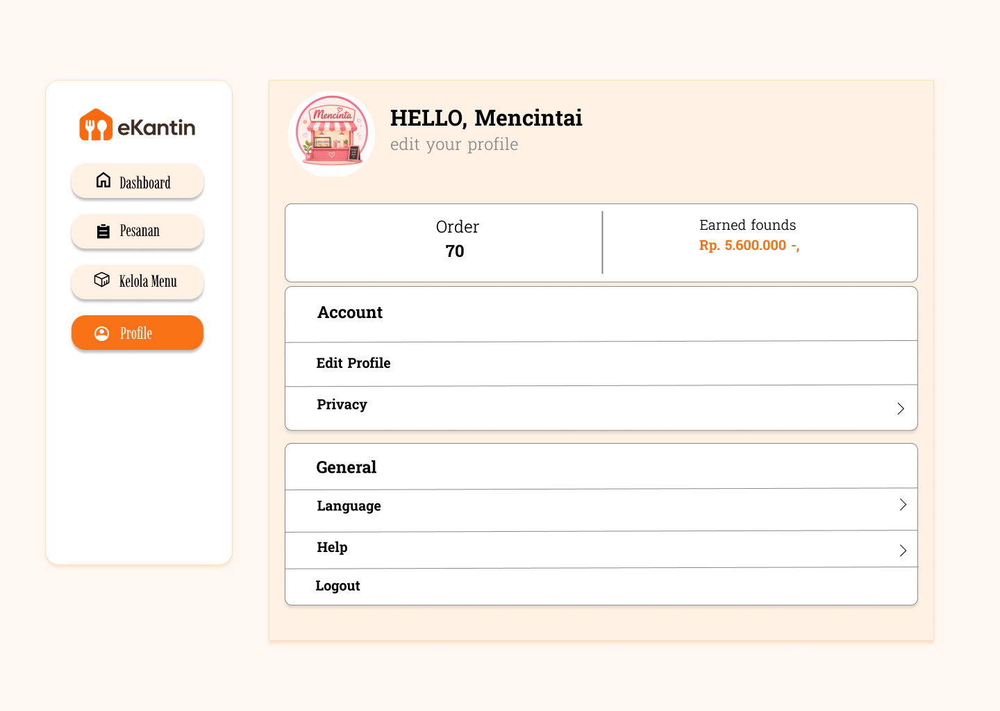 eKantin
Dashboard
Pesanan
Kelola Menu
Profile
Mencinta
HELLO, Mencintai
edit your profile
Order
70
Earned founds
Rp. 5.600.000 -,
Account
Edit Profile
Privacy
General
Language
Help
Logout